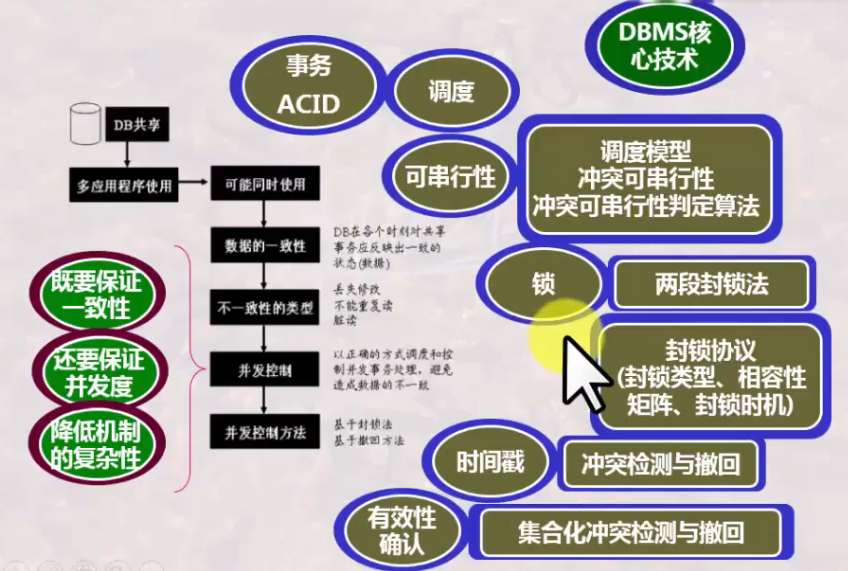 DBMS核
心技术
事务
ACID
调度
可串行性
调度模型
冲突可串行性
冲突可串行性判定算法
DB共享
多应用程序使用
可能同时使用
数据的一致性
DB在各个时刻对共享
事务应反映出一致的
状态(数据)
不一致性的类型
丢失修改
不能重复读
脏读
并发控制
以正确的方式调度和控
制并发事务处理，避免
造成数据的不一致
并发控制方法
基于封锁法
基于撤回方法
既要保证
一致性
还要保证
并发度
降低机制
的复杂性
锁
两段封锁法
封锁协议
(封锁类型、相容性
矩阵、封锁时机)
时间戳
冲突检测与撤回
有效性
确认
集合化冲突检测与撤回